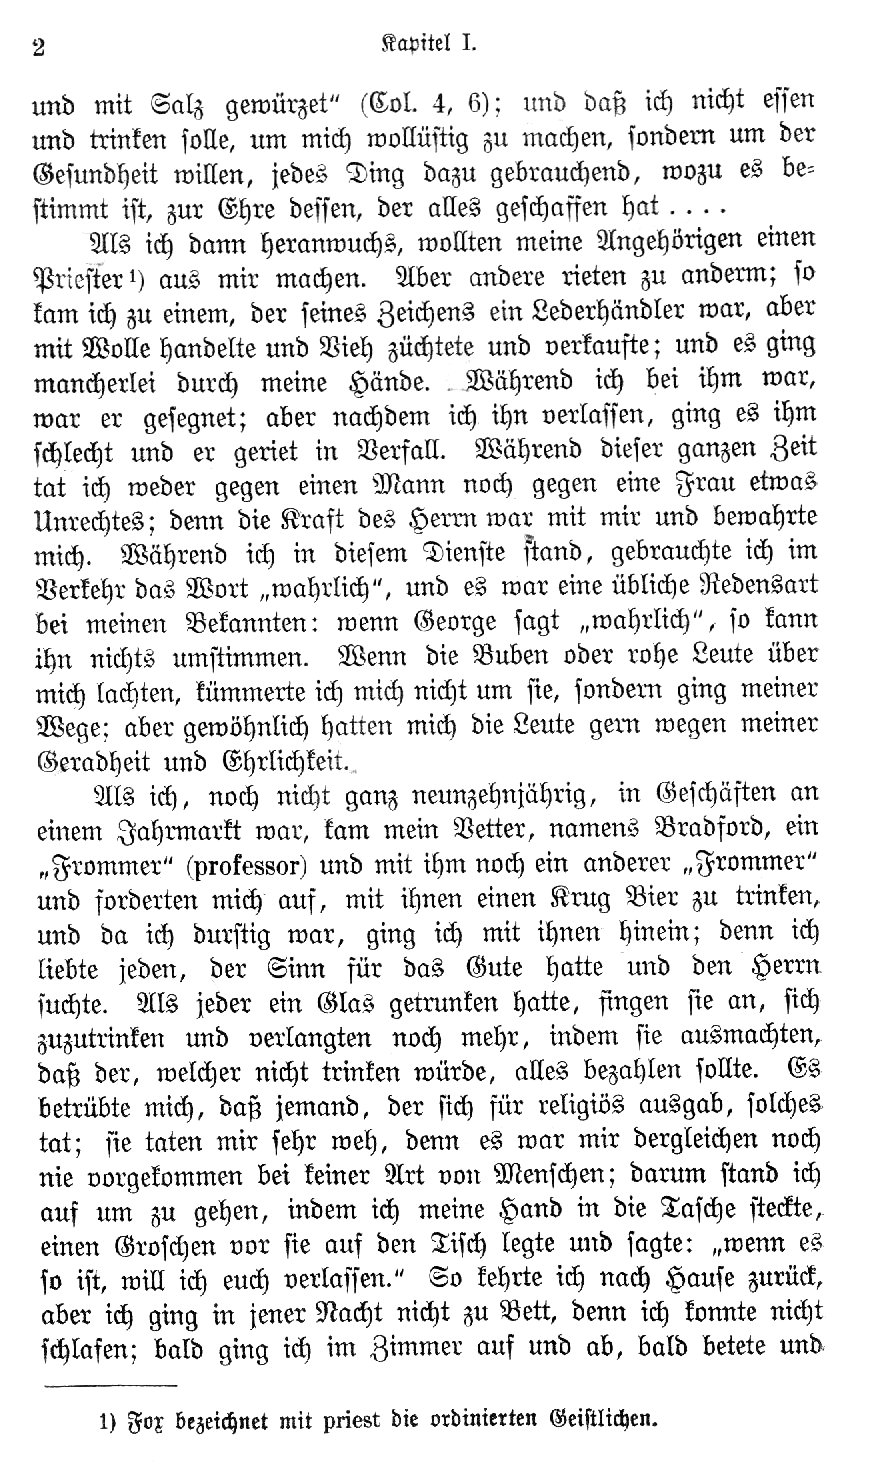 2
Kapitel I.
und mit Salz gewürzet" (Col. 4, 6); und daß ich nicht essen
und trinken solle, um mich wollüstig zu machen, sondern um der
Gesundheit willen, jedes Ding dazu gebrauchend, wozu es be-
stimmt ist, zur Ehre dessen, der alles geschaffen hat . . . .
Als ich dann heranwuchs, wollten meine Angehörigen einen
Priester¹) aus mir machen. Aber andere rieten zu anderm; so
kam ich zu einem, der seines Zeichens ein Lederhändler war, aber
mit Wolle handelte und Vieh züchtete und verkaufte; und es ging
mancherlei durch meine Hände. Während ich bei ihm war,
war er gesegnet; aber nachdem ich ihn verlassen, ging es ihm
schlecht und er geriet in Verfall. Während dieser ganzen Zeit
tat ich weder gegen einen Mann noch gegen eine Frau etwas
Unrechtes; denn die Kraft des Herrn war mit mir und bewahrte
mich. Während ich in diesem Dienste stand, gebrauchte ich im
Verkehr das Wort „wahrlich", und es war eine übliche Redensart
bei meinen Bekannten: wenn George sagt „wahrlich", so kann
ihn nichts umstimmen. Wenn die Buben oder rohe Leute über
mich lachten, kümmerte ich mich nicht um sie, sondern ging meiner
Wege; aber gewöhnlich hatten mich die Leute gern wegen meiner
Geradheit und Ehrlichkeit.
Als ich, noch nicht ganz neunzehnjährig, in Geschäften an
einem Jahrmarkt war, kam mein Vetter, namens Bradford, ein
„Frommer" (professor) und mit ihm noch ein anderer „Frommer"
und forderten mich auf, mit ihnen einen Krug Bier zu trinken,
und da ich durstig war, ging ich mit ihnen hinein; denn ich
liebte jeden, der Sinn für das Gute hatte und den Herrn
suchte. Als jeder ein Glas getrunken hatte, fingen sie an, sich
zuzutrinken und verlangten noch mehr, indem sie ausmachten,
daß der, welcher nicht trinken würde, alles bezahlen sollte. Es
betrübte mich, daß jemand, der sich für religiös ausgab, solches
tat; sie taten mir sehr weh, denn es war mir dergleichen noch
nie vorgekommen bei keiner Art von Menschen; darum stand ich
auf um zu gehen, indem ich meine Hand in die Tasche steckte,
einen Groschen vor sie auf den Tisch legte und sagte: „wenn es
so ist, will ich euch verlassen." So kehrte ich nach Hause zurück,
aber ich ging in jener Nacht nicht zu Bett, denn ich konnte nicht
schlafen; bald ging ich im Zimmer auf und ab, bald betete und
1) Fox bezeichnet mit priest die ordinierten Geistlichen.